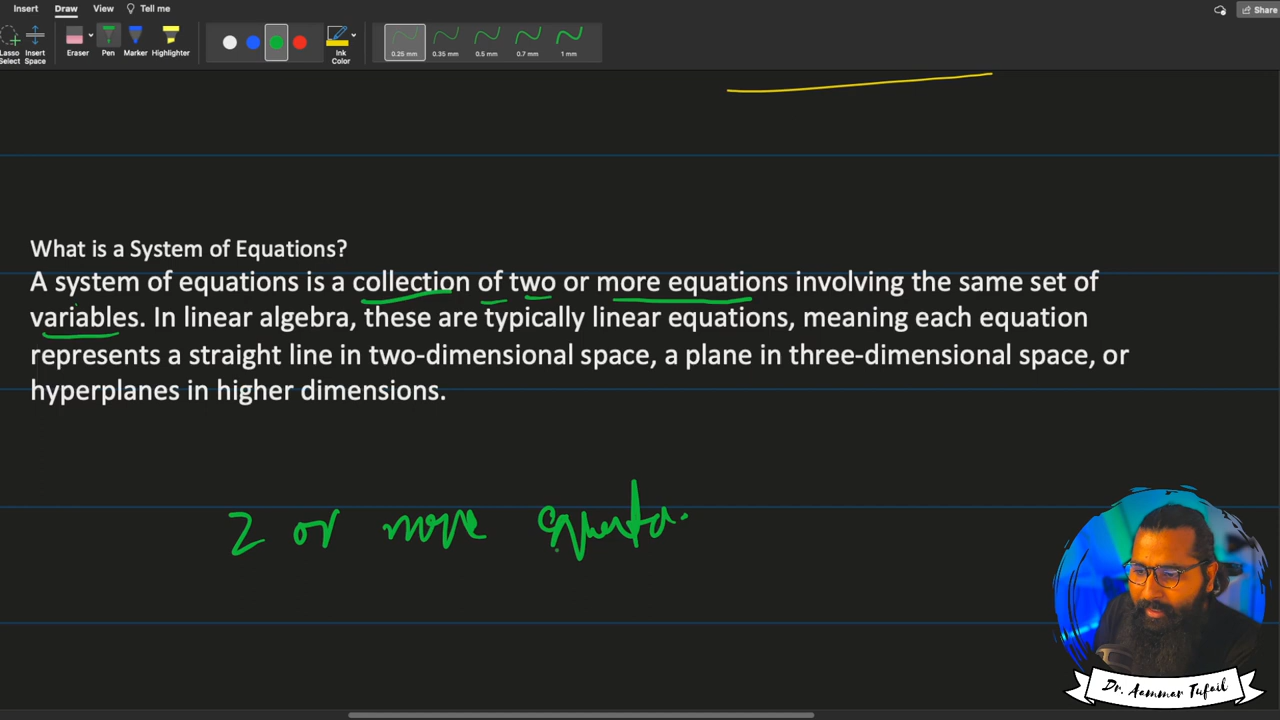 Insert Draw View Tell me
Share
Lasso Select
Insert Space
Eraser
Pen
Marker
Highlighter
Ink Color
0.25 mm
0.35 mm
0.5 mm
0.7 mm
1 mm
What is a System of Equations?
A system of equations is a collection of two or more equations involving the same set of
variables. In linear algebra, these are typically linear equations, meaning each equation
represents a straight line in two-dimensional space, a plane in three-dimensional space, or
hyperplanes in higher dimensions.
2 or more
Dr. Aammar Tufail